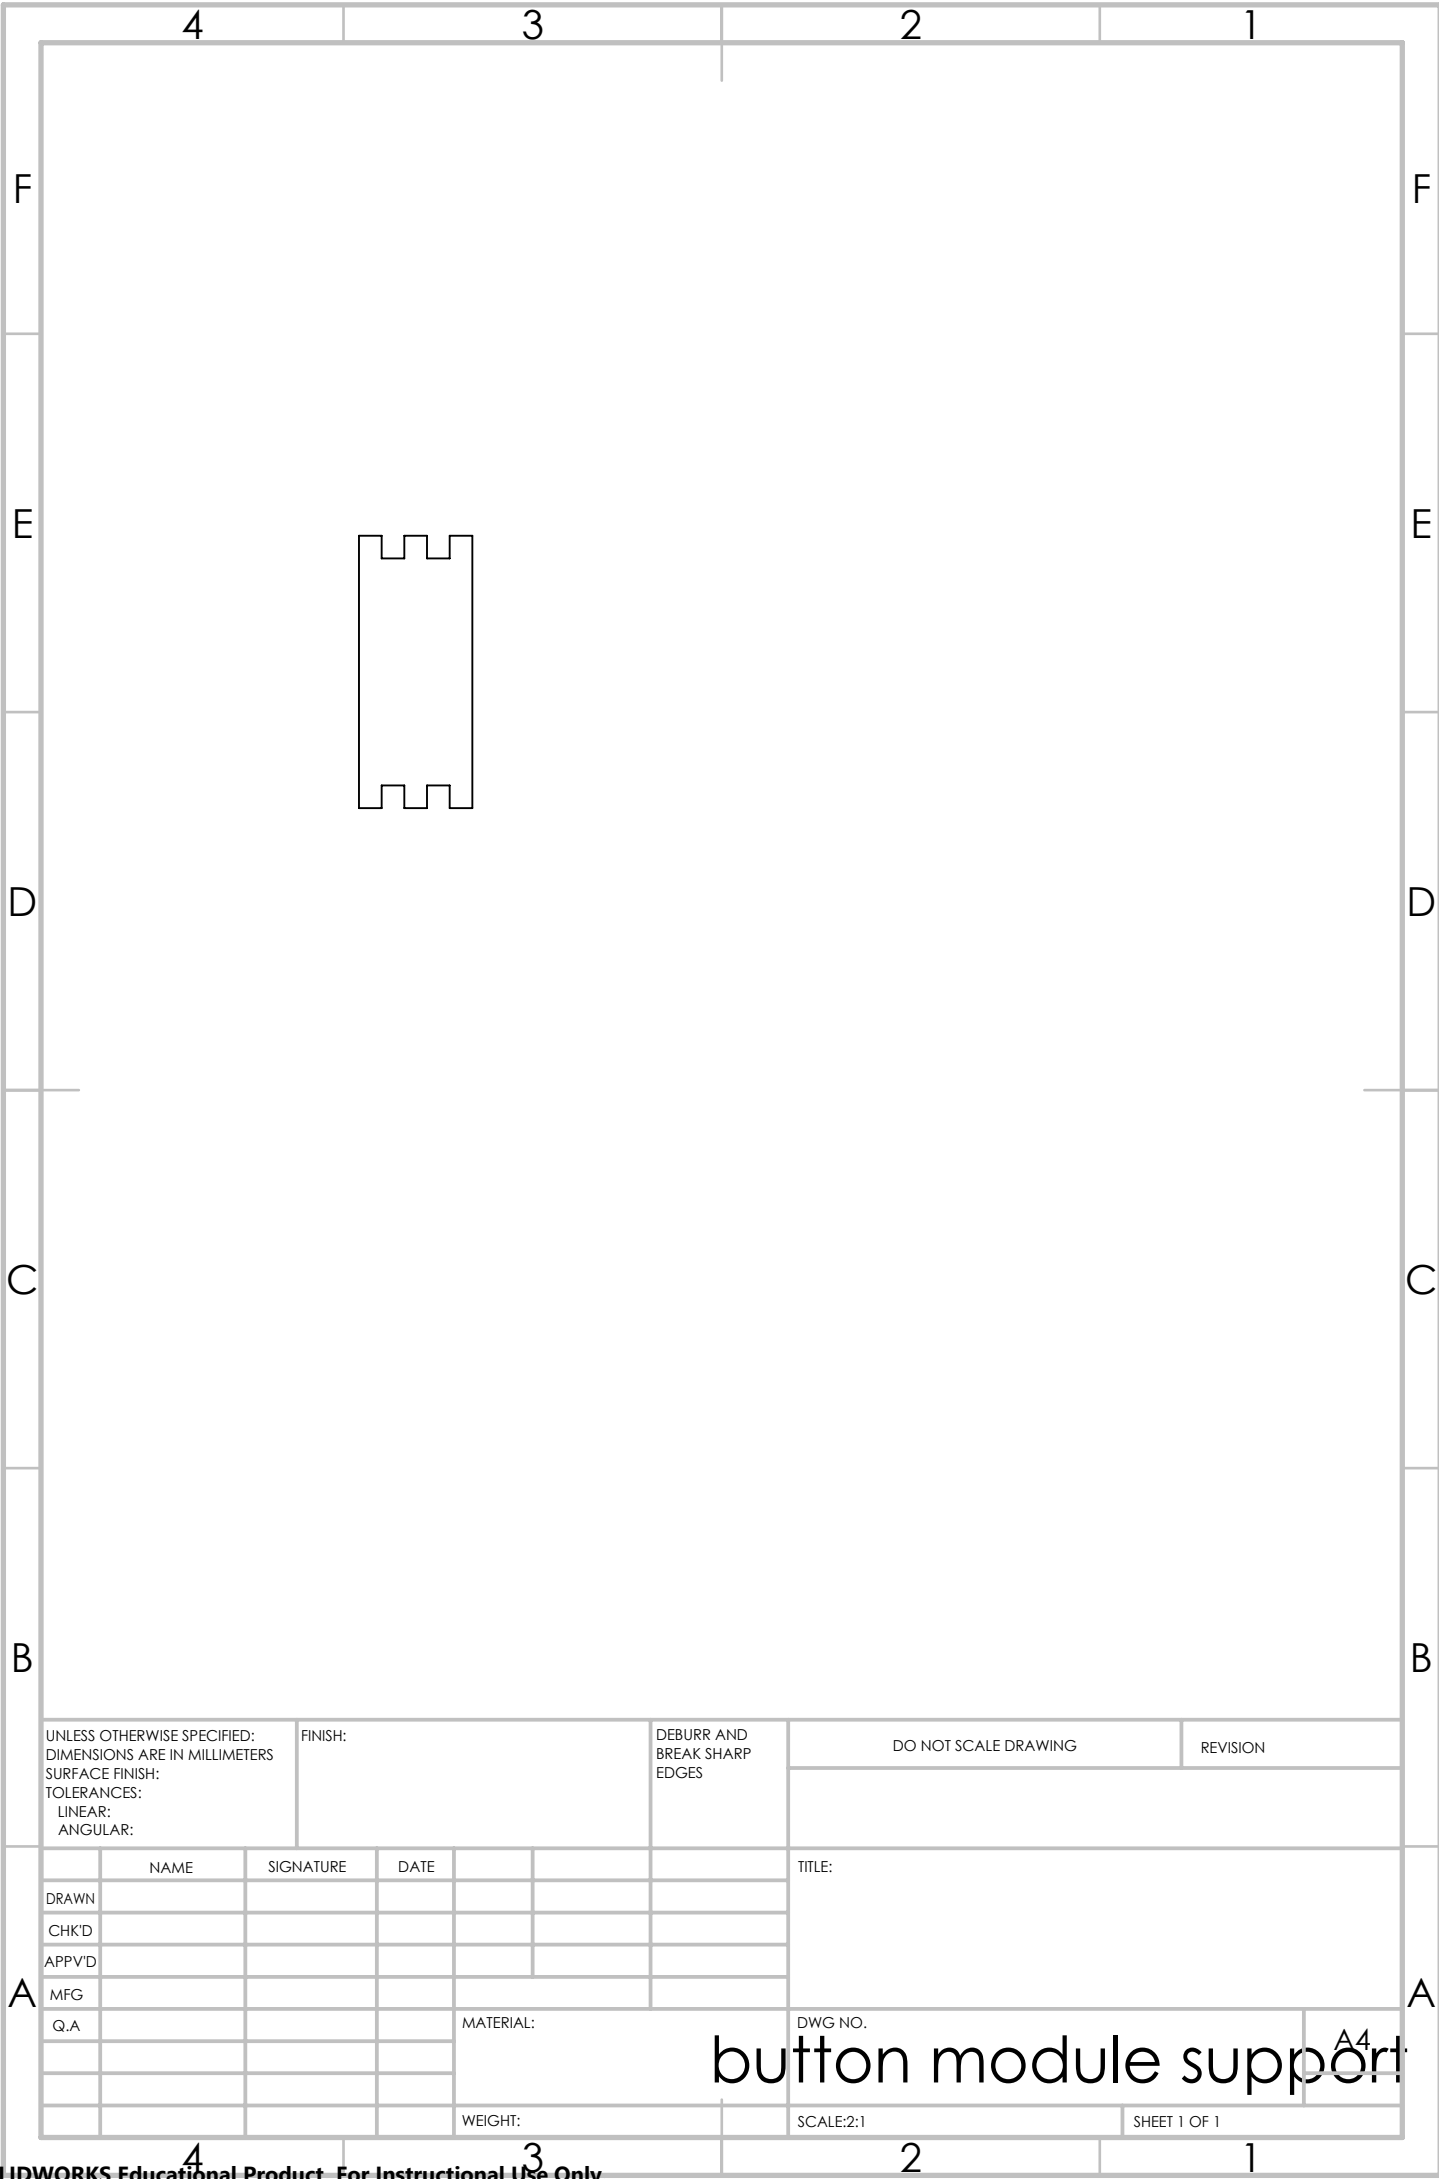 4 3 2 1
F F
E E
D D
C C
B B
UNLESS OTHERWISE SPECIFIED:
DIMENSIONS ARE IN MILLIMETERS
SURFACE FINISH:
TOLERANCES:
LINEAR:
ANGULAR:
FINISH:
DEBURR AND
BREAK SHARP
EDGES
DO NOT SCALE DRAWING
REVISION
NAME SIGNATURE DATE
TITLE:
DRAWN
CHK'D
APPV'D
A MFG A
Q.A
MATERIAL:
DWG NO.
button module support
A4
WEIGHT:
SCALE:2:1
SHEET 1 OF 1
4 3 2 1
LIDWORKS Educational Product. For Instructional Use Only.